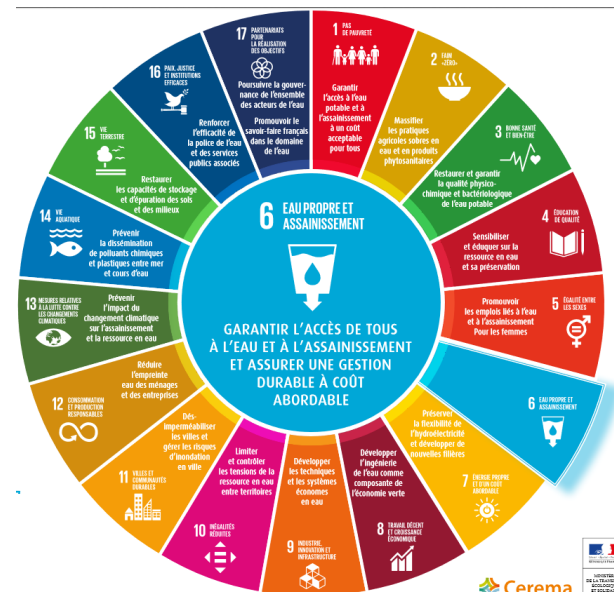 1 PAS
DE PAUVRETÉ
Garantir
l'accès à l'eau
potable et à
l'assainissement
à un coût
acceptable
pour tous
2 FAIM
«ZÉRO»
Massifier
les pratiques
agricoles sobres en
eau et en produits
phytosanitaires
3 BONNE SANTÉ
ET BIEN-ÊTRE
Restaurer et garantir
la qualité physico-
chimique et bactériologique
de l'eau potable
4 ÉDUCATION
DE QUALITÉ
Sensibiliser
et éduquer sur la
ressource en eau
et sa préservation
5 ÉGALITÉ ENTRE
LES SEXES
Promouvoir
les emplois liés à l'eau
et à l'assainissement
Pour les femmes
6 EAU PROPRE ET
ASSAINISSEMENT
7 ÉNERGIE PROPRE
ET D'UN COÛT
ABORDABLE
Préserver
la flexibilité de
l'hydroélectricité
et développer de
nouvelles filières
8 TRAVAIL DÉCENT
ET CROISSANCE
ÉCONOMIQUE
Développer
l'ingénierie
de l'eau comme
composante de
l'économie verte
9 INDUSTRIE,
INNOVATION ET
INFRASTRUCTURE
Développer
les techniques
et les systèmes
économes
en eau
10 INÉGALITÉS
RÉDUITES
Limiter
et contrôler
les tensions de la
ressource en eau
entre territoires
11 VILLES ET
COMMUNAUTÉS
DURABLES
Dés-
imperméabiliser
les villes et
gérer les risques
d'inondation
en ville
12 CONSOMMATION
ET PRODUCTION
RESPONSABLES
Réduire
l'empreinte
eau des ménages
et des entreprises
13 MESURES RELATIVES
À LA LUTTE CONTRE
LES CHANGEMENTS
CLIMATIQUES
Prévenir
l'impact du
changement climatique
sur l'assainissement
et la ressource en eau
14 VIE
AQUATIQUE
Prévenir
la dissémination
de polluants chimiques
et plastiques entre mer
et cours d'eau
15 VIE
TERRESTRE
Restaurer
les capacités de stockage
et d'épuration des sols
et des milieux
16 PAIX, JUSTICE
ET INSTITUTIONS
EFFICACES
Renforcer
l'efficacité de
la police de l'eau
et des services
publics associés
17 PARTENARIATS
POUR
LA RÉALISATION
DES OBJECTIFS
Poursuivre la gouver-
nance de l'ensemble
des acteurs de l'eau
Promouvoir le
savoir-faire français
dans le domaine
de l'eau
6 EAU PROPRE ET
ASSAINISSEMENT
GARANTIR L'ACCÈS DE TOUS
À L'EAU ET À L'ASSAINISSEMENT
ET ASSURER UNE GESTION
DURABLE À COÛT
ABORDABLE
Cerema